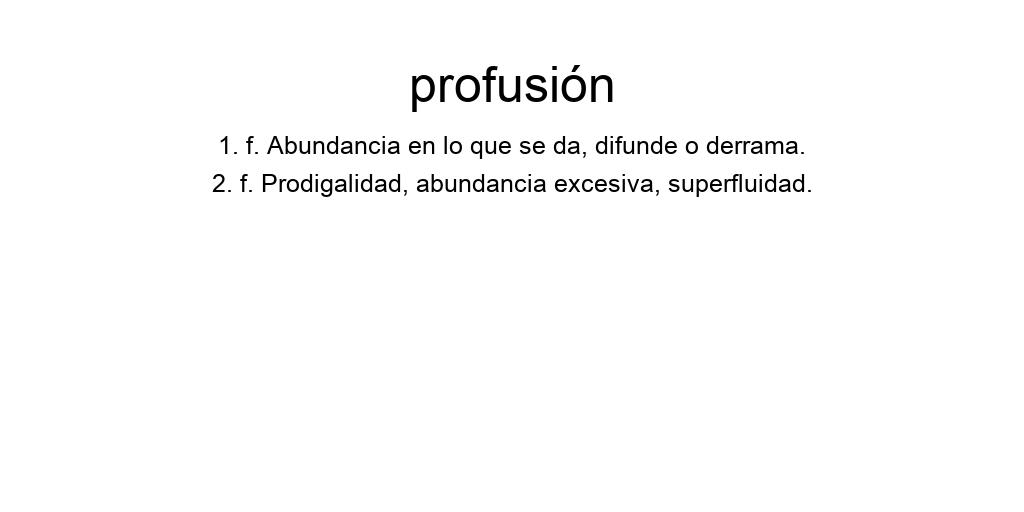 profusión
1. f. Abundancia en lo que se da, difunde o derrama.
2. f. Prodigalidad, abundancia excesiva, superfluidad.